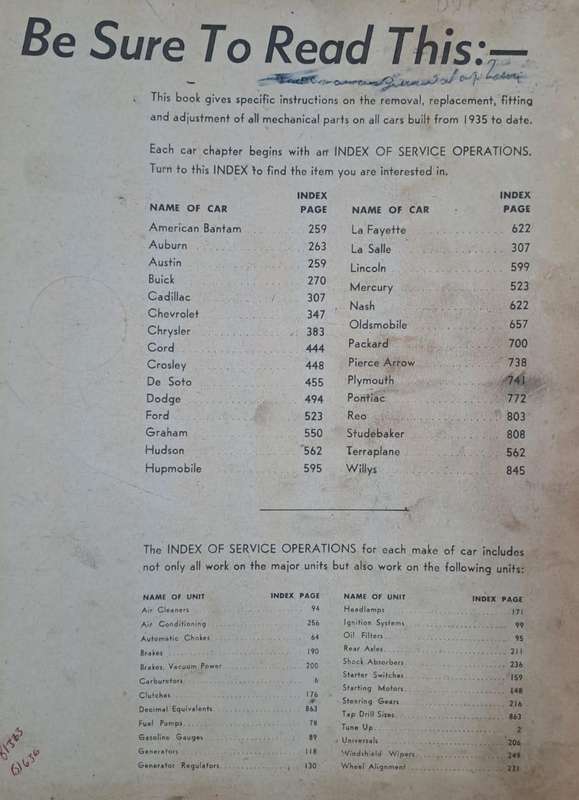 Be Sure To Read This:—
This book gives specific instructions on the removal, replacement, fitting
and adjustment of all mechanical parts on all cars built from 1935 to date.
Each car chapter begins with an INDEX OF SERVICE OPERATIONS.
Turn to this INDEX to find the item you are interested in.
NAME OF CAR INDEX PAGE
American Bantam 259
Auburn 263
Austin 259
Buick 270
Cadillac 307
Chevrolet 347
Chrysler 383
Cord 444
Crosley 448
De Soto 455
Dodge 494
Ford 523
Graham 550
Hudson 562
Hupmobile 595
NAME OF CAR INDEX PAGE
La Fayette 622
La Salle 307
Lincoln 599
Mercury 523
Nash 622
Oldsmobile 657
Packard 700
Pierce Arrow 738
Plymouth 741
Pontiac 772
Reo 803
Studebaker 808
Terraplane 562
Willys 845
The INDEX OF SERVICE OPERATIONS for each make of car includes
not only all work on the major units but also work on the following units:
NAME OF UNIT INDEX PAGE
Air Cleaners 94
Air Conditioning 256
Automatic Chokes 64
Brakes 190
Brakes, Vacuum Power 200
Carburetors 6
Clutches 176
Decimal Equivalents 863
Fuel Pumps 78
Gasoline Gauges 89
Generators 118
Generator Regulators 130
NAME OF UNIT INDEX PAGE
Headlamps 171
Ignition Systems 99
Oil Filters 95
Rear Axles 211
Shock Absorbers 236
Starter Switches 159
Starting Motors 148
Steering Gears 216
Tap Drill Sizes 863
Tune Up 2
Universals 206
Windshield Wipers 249
Wheel Alignment 231